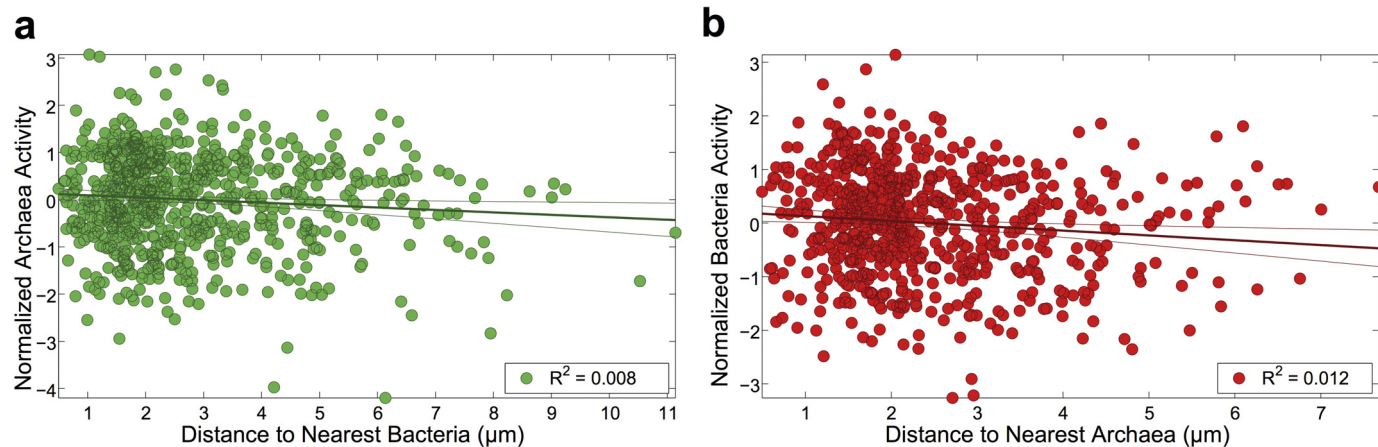 a
3
2
1
0
−1
−2
−3
−4
Normalized Archaea Activity
1 2 3 4 5 6 7 8 9 10 11
Distance to Nearest Bacteria (μm)
R² = 0.008
b
3
2
1
0
−1
−2
−3
Normalized Bacteria Activity
1 2 3 4 5 6 7
Distance to Nearest Archaea (μm)
R² = 0.012